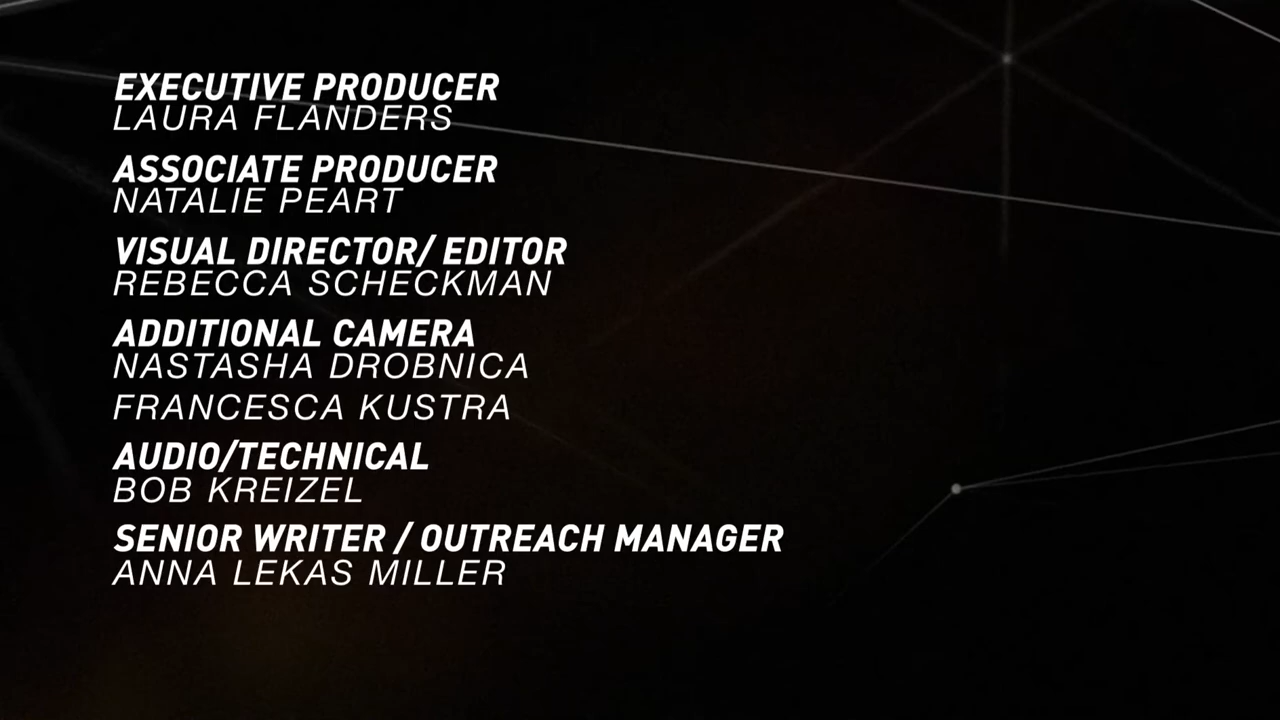 EXECUTIVE PRODUCER
LAURA FLANDERS
ASSOCIATE PRODUCER
NATALIE PEART
VISUAL DIRECTOR/ EDITOR
REBECCA SCHECKMAN
ADDITIONAL CAMERA
NASTASHA DROBNICA
FRANCESCA KUSTRA
AUDIO/TECHNICAL
BOB KREIZEL
SENIOR WRITER / OUTREACH MANAGER
ANNA LEKAS MILLER